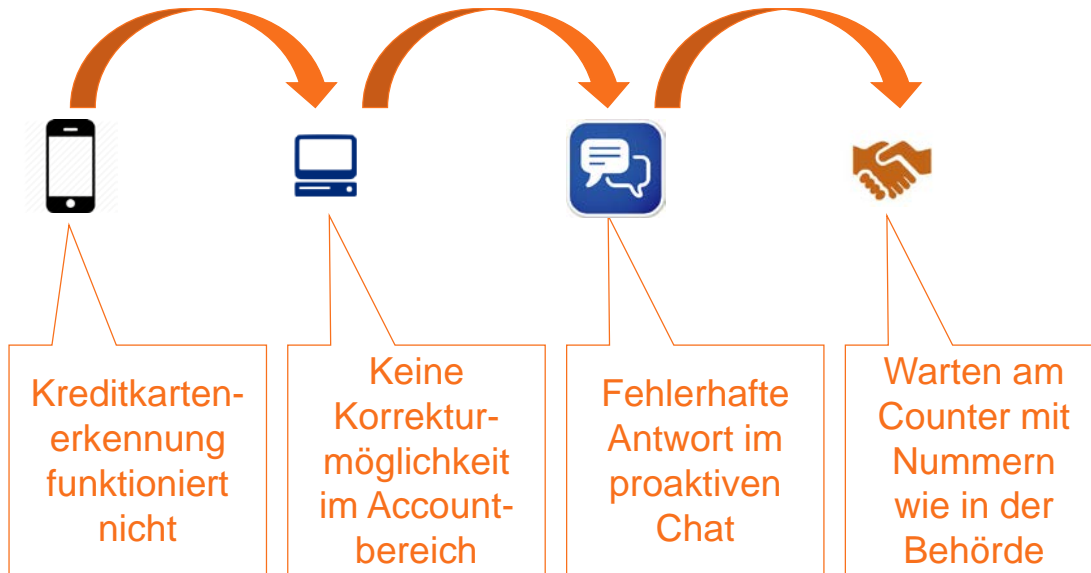 Kreditkarten-
erkennung
funktioniert
nicht
Keine
Korrektur-
möglichkeit
im Account-
bereich
Fehlerhafte
Antwort im
proaktiven
Chat
Warten am
Counter mit
Nummern
wie in der
Behörde